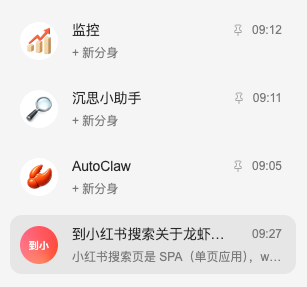 监控
09:12
+ 新分身
沉思小助手
09:11
+ 新分身
AutoClaw
09:05
+ 新分身
到小
到小红书搜索关于龙虾…
09:27
小红书搜索页是 SPA（单页应用），w…